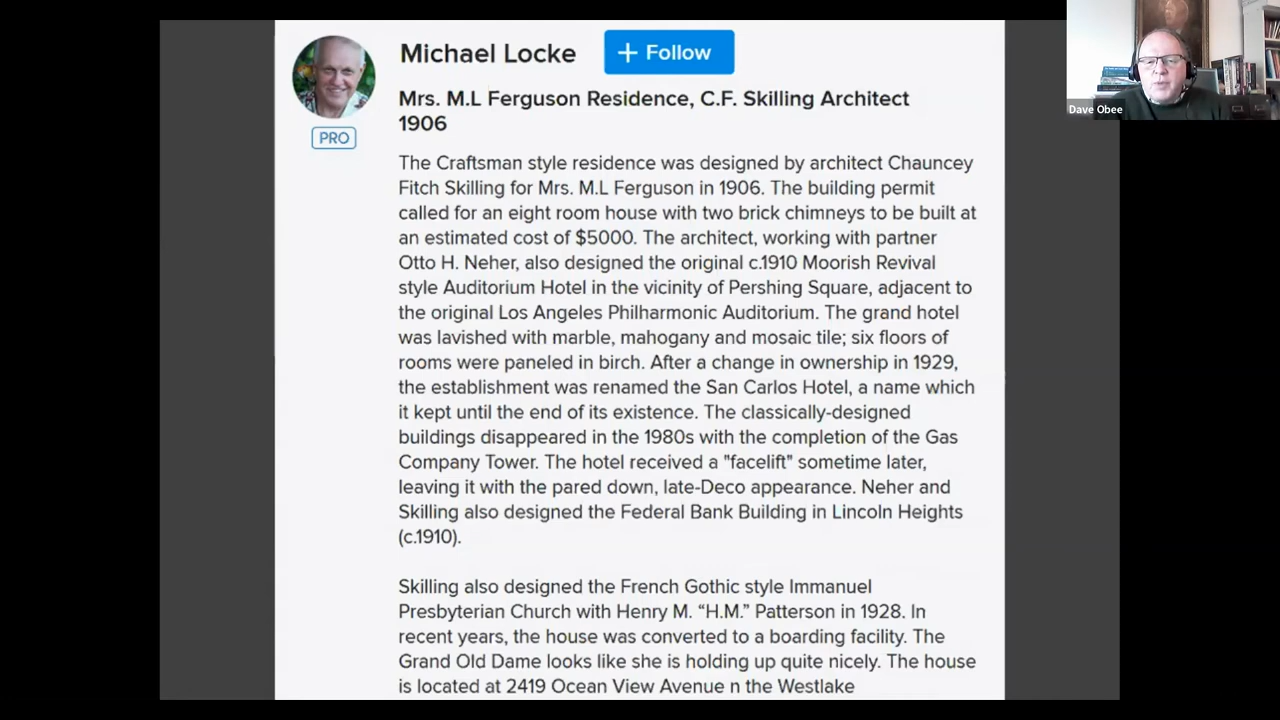 Michael Locke
+ Follow
PRO
Mrs. M.L Ferguson Residence, C.F. Skilling Architect
1906
The Craftsman style residence was designed by architect Chauncey
Fitch Skilling for Mrs. M.L Ferguson in 1906. The building permit
called for an eight room house with two brick chimneys to be built at
an estimated cost of $5000. The architect, working with partner
Otto H. Neher, also designed the original c.1910 Moorish Revival
style Auditorium Hotel in the vicinity of Pershing Square, adjacent to
the original Los Angeles Philharmonic Auditorium. The grand hotel
was lavished with marble, mahogany and mosaic tile; six floors of
rooms were paneled in birch. After a change in ownership in 1929,
the establishment was renamed the San Carlos Hotel, a name which
it kept until the end of its existence. The classically-designed
buildings disappeared in the 1980s with the completion of the Gas
Company Tower. The hotel received a "facelift" sometime later,
leaving it with the pared down, late-Deco appearance. Neher and
Skilling also designed the Federal Bank Building in Lincoln Heights
(c.1910).
Skilling also designed the French Gothic style Immanuel
Presbyterian Church with Henry M. “H.M.” Patterson in 1928. In
recent years, the house was converted to a boarding facility. The
Grand Old Dame looks like she is holding up quite nicely. The house
is located at 2419 Ocean View Avenue n the Westlake
Dave Obee